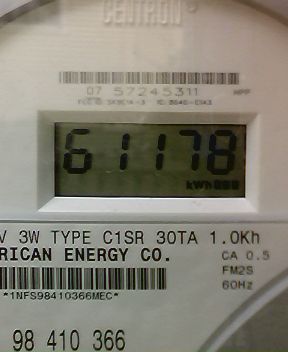 CENTRON
07 57245311
61178
kWh
V 3W TYPE C1SR 30TA 1.0Kh
RICAN ENERGY CO. CA 0.5
FM2S
*1NFS98410366MEC* 60Hz
98 410 366